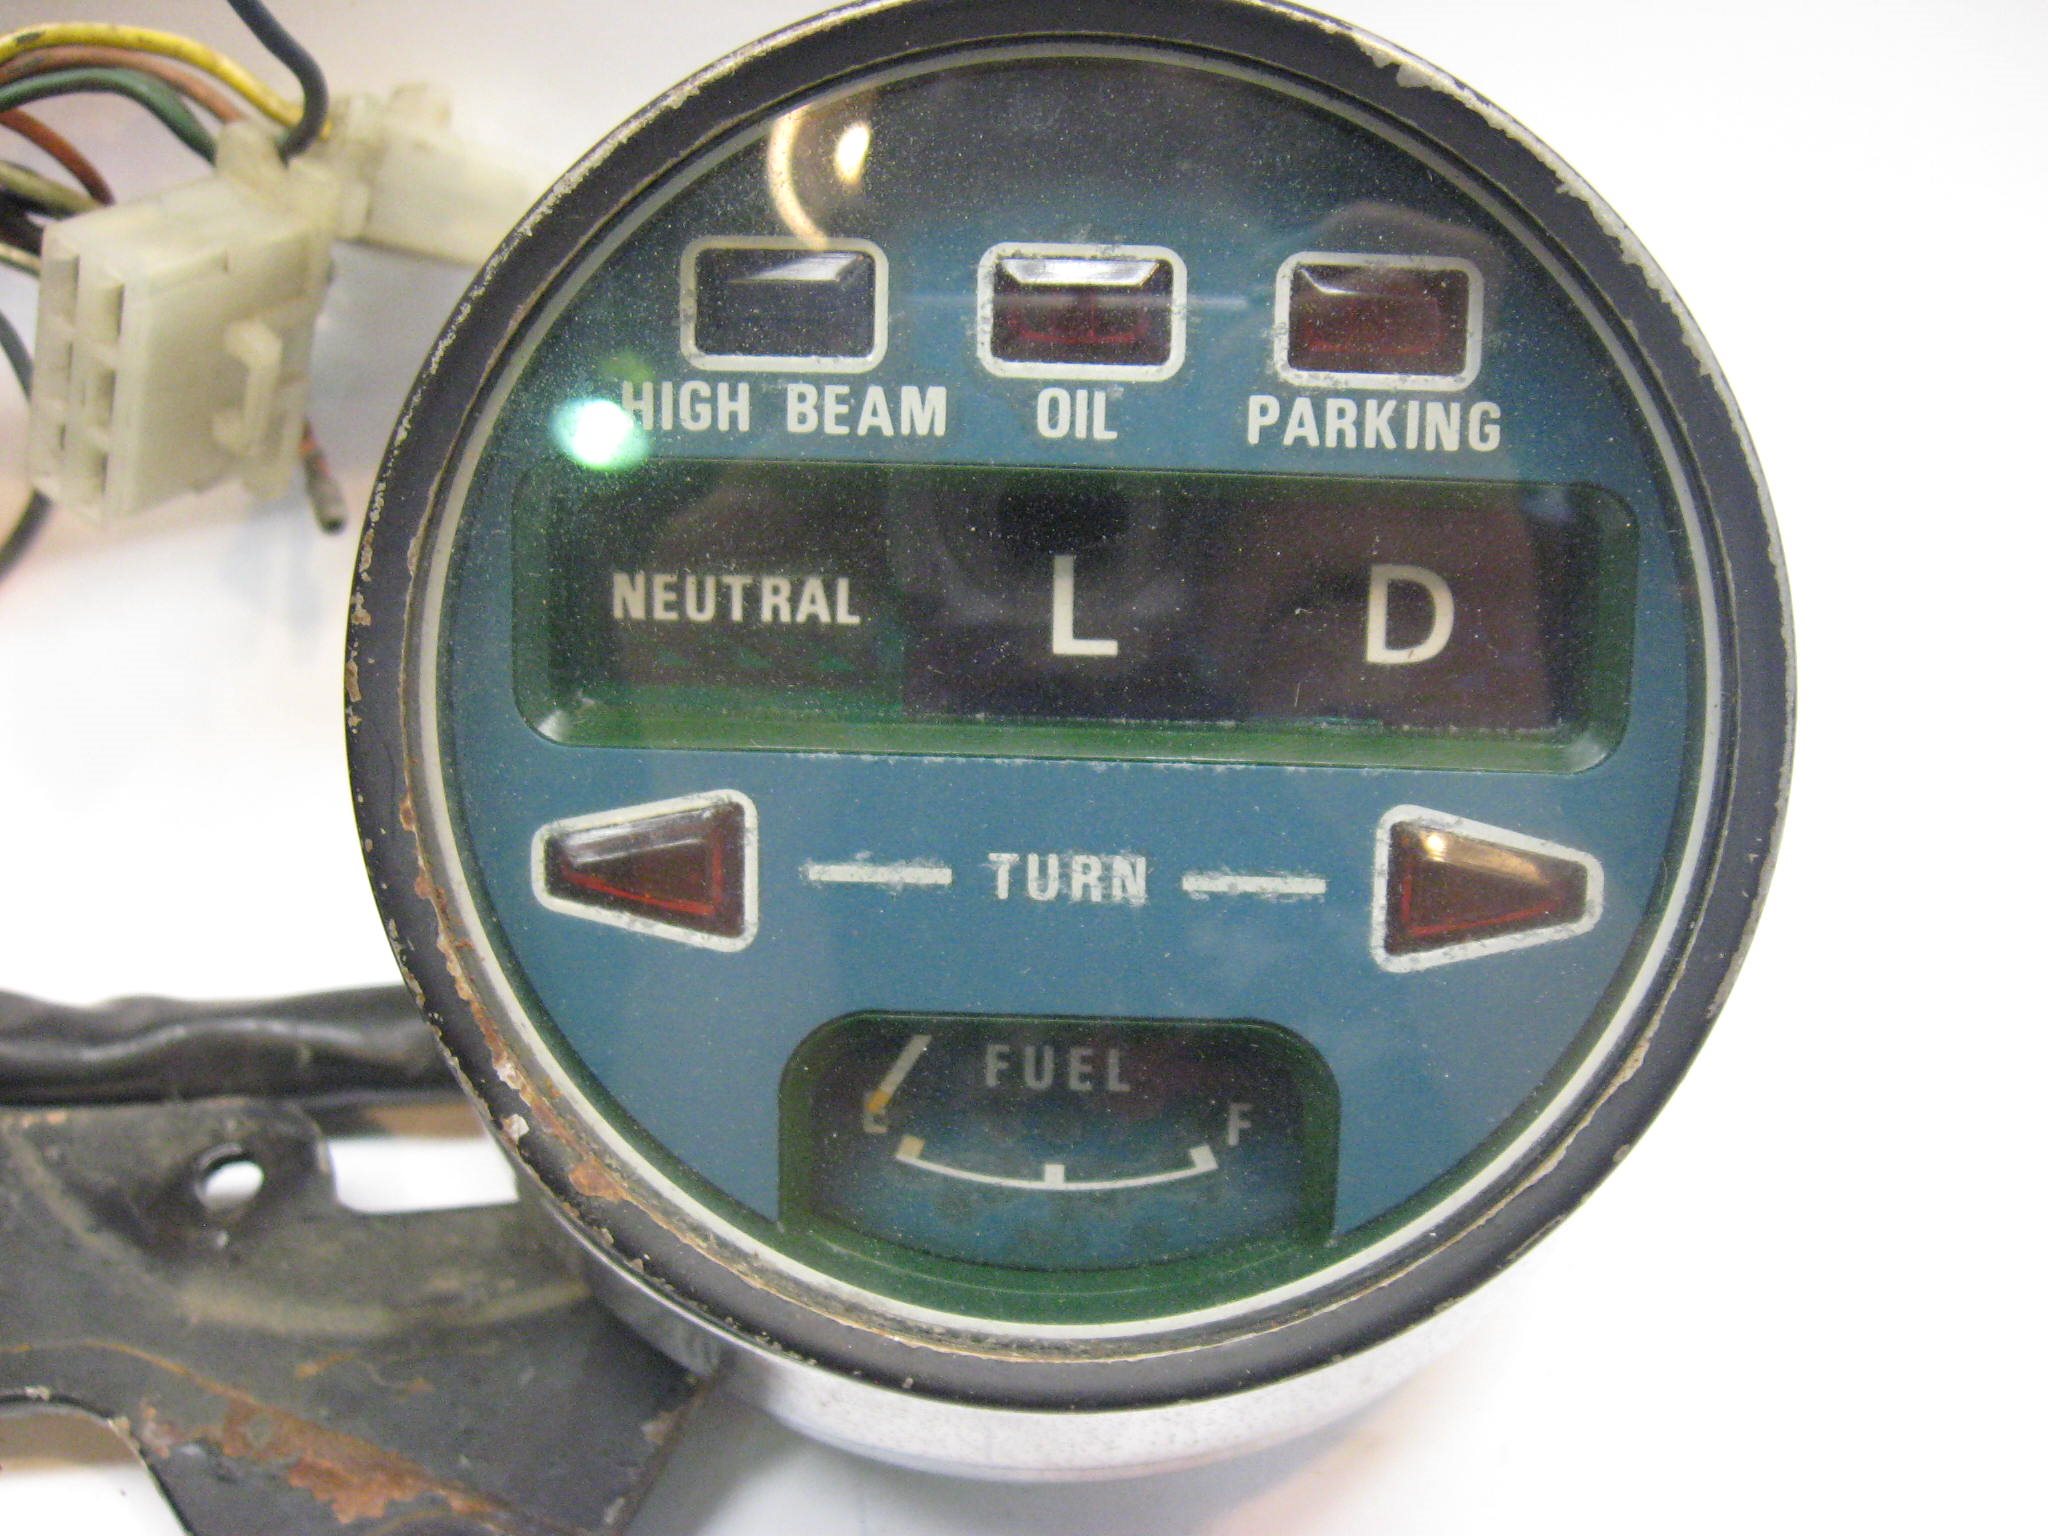 HIGH BEAM OIL PARKING
NEUTRAL L D
TURN
FUEL
E F